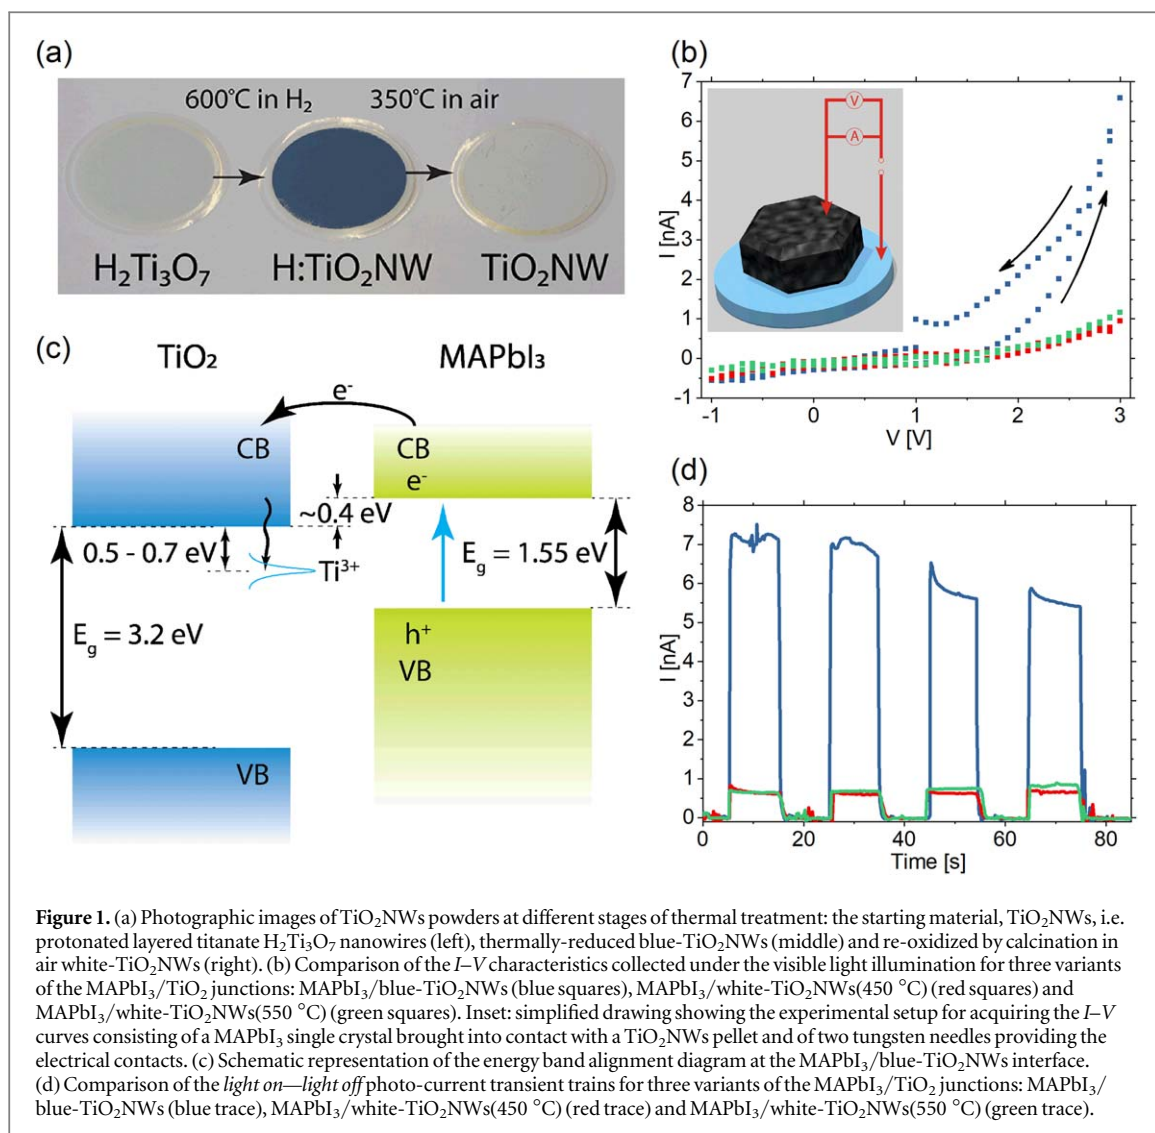 (a)
600°C in H₂ 350°C in air
H₂Ti₃O₇ H:TiO₂NW TiO₂NW
(b)
7
6
5
4
3
2
1
0
-1
I [nA]
-1 0 1 2 3
V [V]
V
A
(c)
TiO₂ MAPbI₃
e⁻
CB CB
e⁻
~0.4 eV
0.5 - 0.7 eV
Ti³⁺
E_g = 1.55 eV
E_g = 3.2 eV
h⁺
VB
VB
(d)
8
7
6
5
4
3
2
1
0
I [nA]
0 20 40 60 80
Time [s]
Figure 1. (a) Photographic images of TiO₂NWs powders at different stages of thermal treatment: the starting material, TiO₂NWs, i.e.
protonated layered titanate H₂Ti₃O₇ nanowires (left), thermally-reduced blue-TiO₂NWs (middle) and re-oxidized by calcination in
air white-TiO₂NWs (right). (b) Comparison of the I–V characteristics collected under the visible light illumination for three variants
of the MAPbI₃/TiO₂ junctions: MAPbI₃/blue-TiO₂NWs (blue squares), MAPbI₃/white-TiO₂NWs(450 °C) (red squares) and
MAPbI₃/white-TiO₂NWs(550 °C) (green squares). Inset: simplified drawing showing the experimental setup for acquiring the I–V
curves consisting of a MAPbI₃ single crystal brought into contact with a TiO₂NWs pellet and of two tungsten needles providing the
electrical contacts. (c) Schematic representation of the energy band alignment diagram at the MAPbI₃/blue-TiO₂NWs interface.
(d) Comparison of the light on—light off photo-current transient trains for three variants of the MAPbI₃/TiO₂ junctions: MAPbI₃/
blue-TiO₂NWs (blue trace), MAPbI₃/white-TiO₂NWs(450 °C) (red trace) and MAPbI₃/white-TiO₂NWs(550 °C) (green trace).